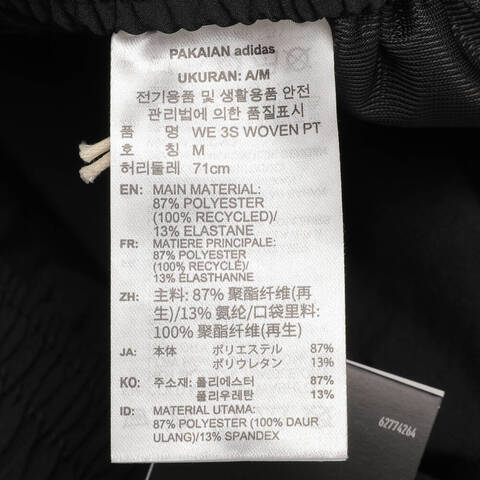 PAKAIAN adidas
UKURAN: A/M
전기용품 및 생활용품 안전
관리법에 의한 품질표시
품 명 WE 3S WOVEN PT
호 칭 M
허리둘레 71cm
EN: MAIN MATERIAL:
87% POLYESTER
(100% RECYCLED)/
13% ELASTANE
FR: MATIERE PRINCIPALE:
87% POLYESTER
(100% RECYCLÉ)/
13% ÉLASTHANNE
ZH: 主料: 87% 聚酯纤维(再
生)/13% 氨纶/口袋里料:
100% 聚酯纤维(再生)
JA: 本体 ポリエステル 87%
ポリウレタン 13%
KO: 주소재: 폴리에스터 87%
폴리우레탄 13%
ID: MATERIAL UTAMA:
87% POLYESTER (100% DAUR
ULANG)/13% SPANDEX
62774264